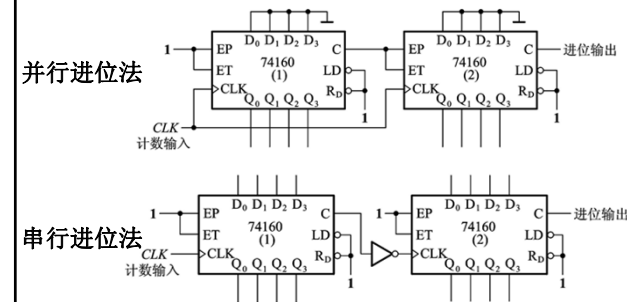 并行进位法
D0 D1 D2 D3
D0 D1 D2 D3
1 EP C EP C 进位输出
ET 74160 LD ET 74160 LD
(1) (2)
CLK RD CLK RD
Q0 Q1 Q2 Q3 Q0 Q1 Q2 Q3
1 1
CLK
计数输入
串行进位法
D0 D1 D2 D3 D0 D1 D2 D3
1 EP C 1 EP C 进位输出
ET 74160 LD ET 74160 LD
(1) (2)
CLK CLK RD CLK RD
计数输入 Q0 Q1 Q2 Q3 Q0 Q1 Q2 Q3
1 1